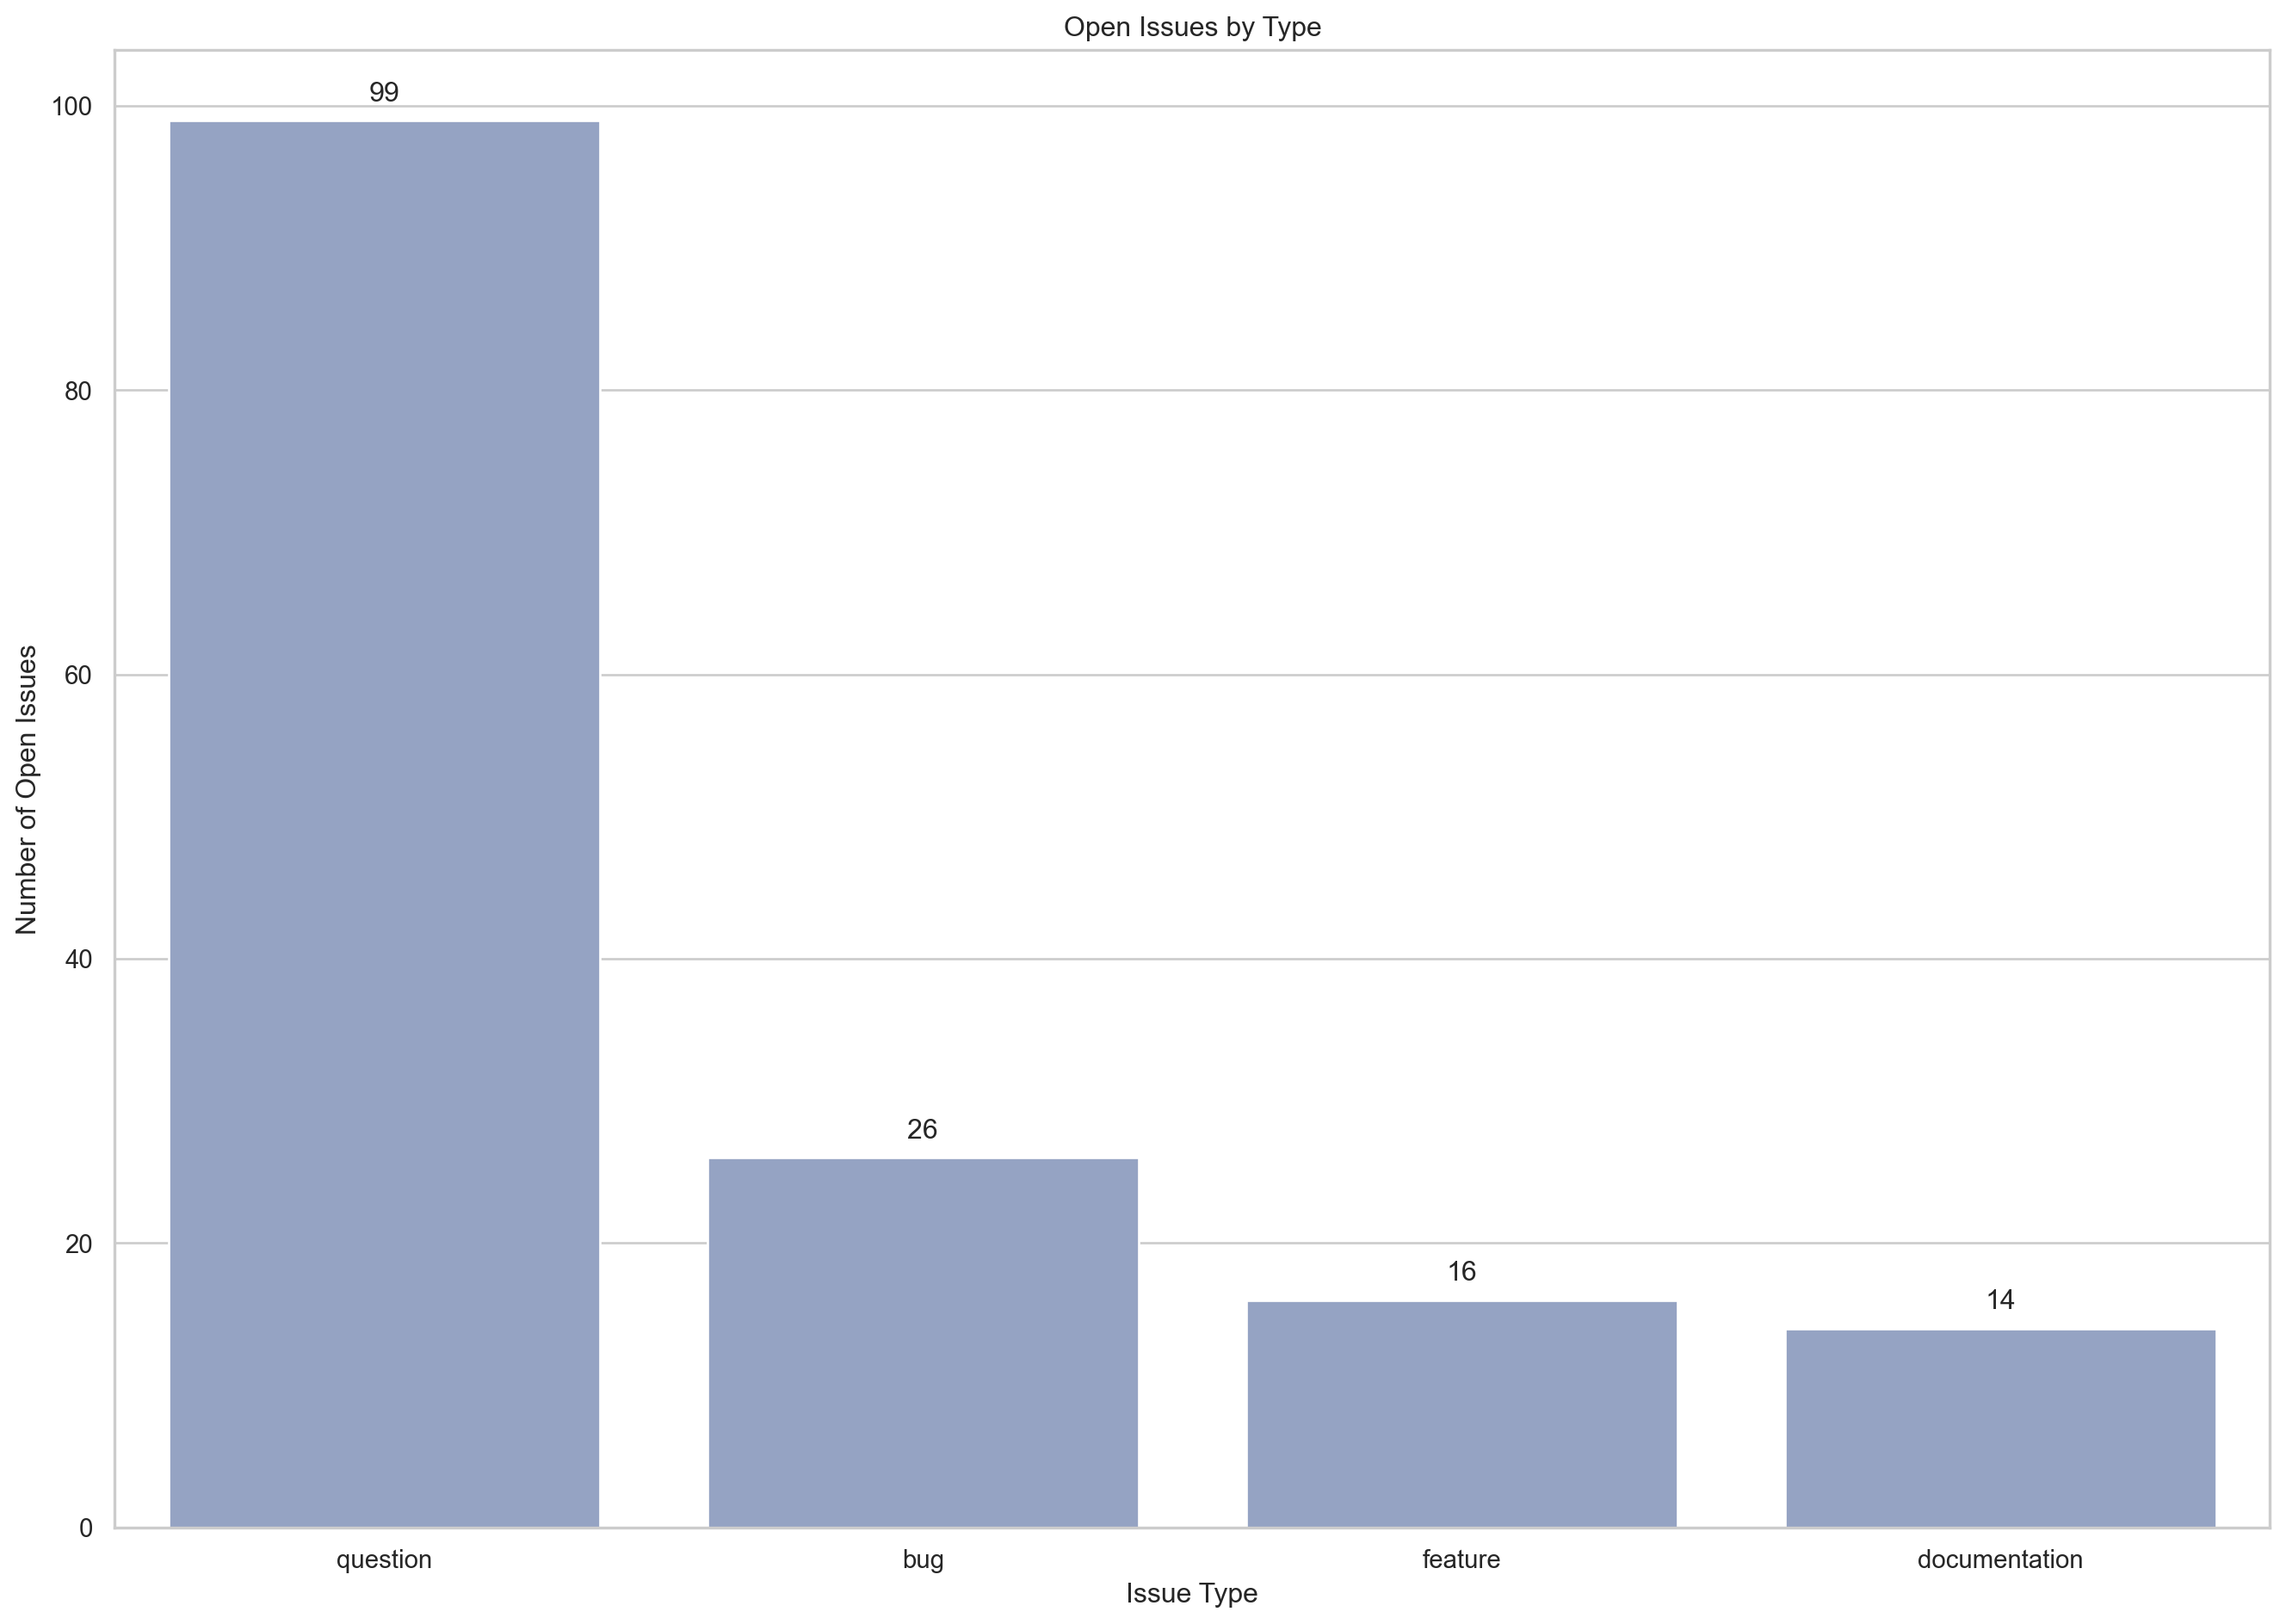 Open Issues by Type
99
100
80
60
40
26
20
16
14
0
Number of Open Issues
question
bug
feature
documentation
Issue Type